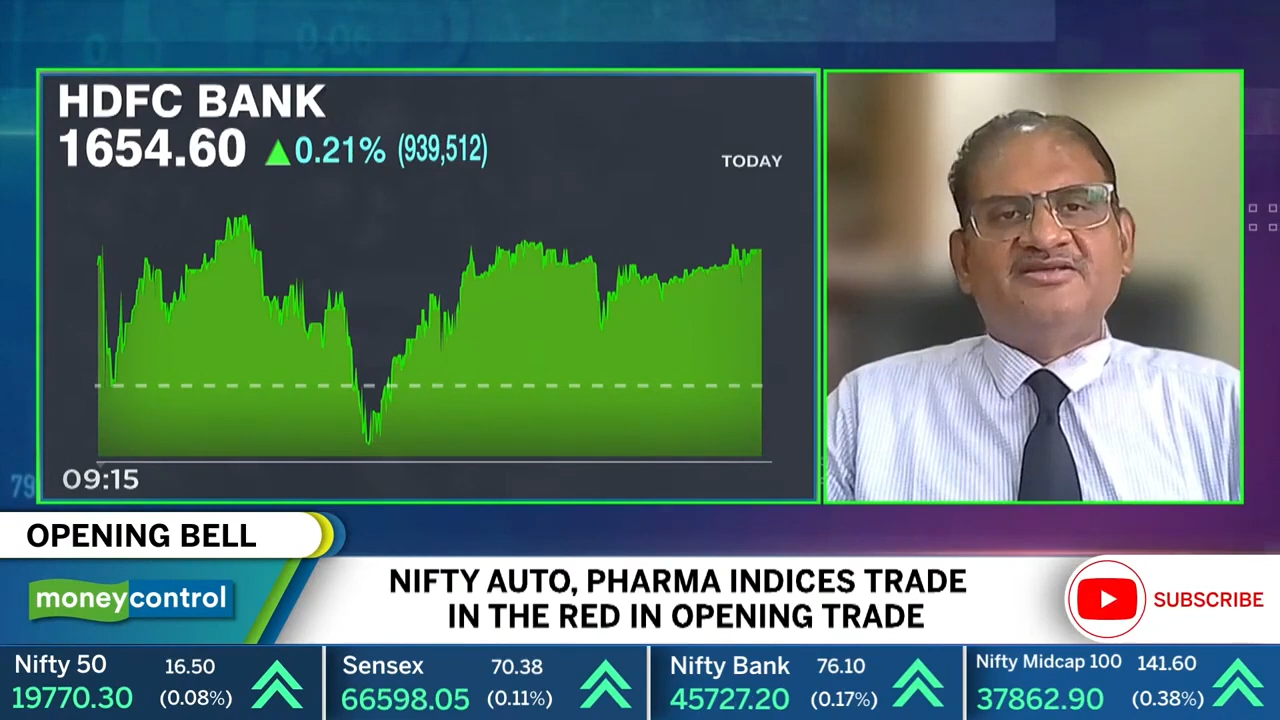 HDFC BANK
1654.60 ▲0.21% (939,512)
TODAY
09:15
OPENING BELL
moneycontrol
NIFTY AUTO, PHARMA INDICES TRADE
IN THE RED IN OPENING TRADE
SUBSCRIBE
Nifty 50 16.50
19770.30 (0.08%)
Sensex 70.38
66598.05 (0.11%)
Nifty Bank 76.10
45727.20 (0.17%)
Nifty Midcap 100 141.60
37862.90 (0.38%)
0.06
79